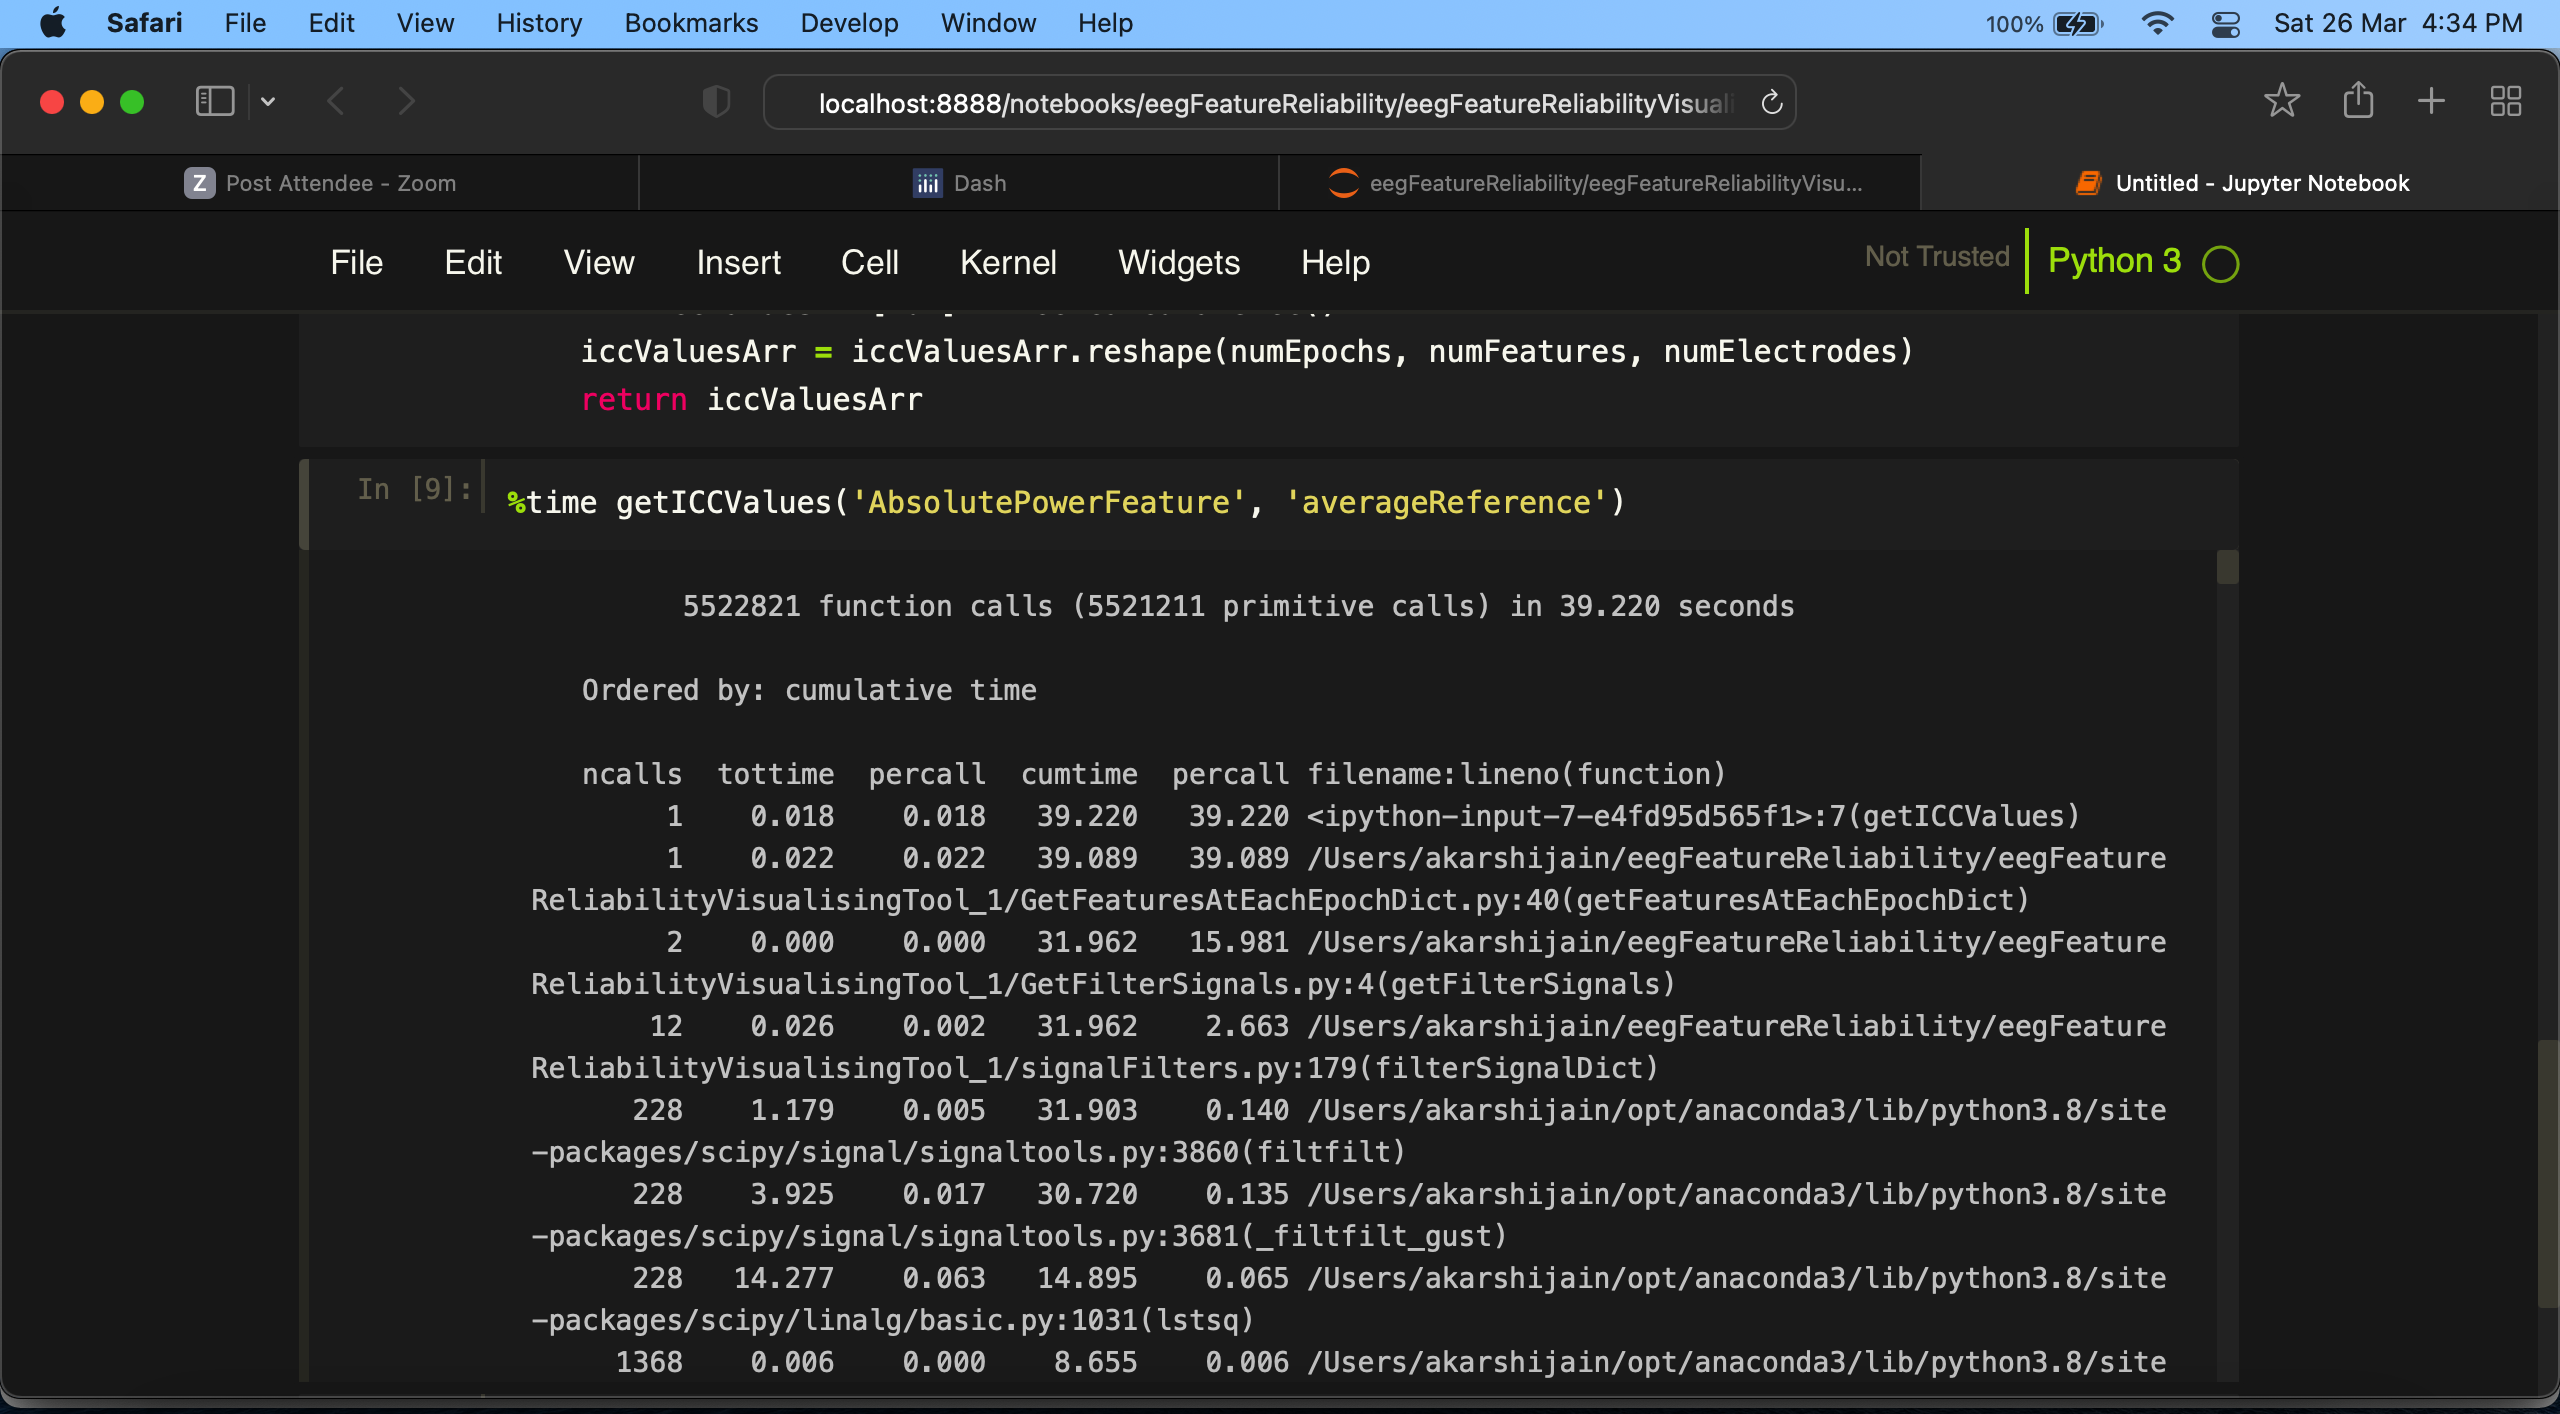 Safari File Edit View History Bookmarks Develop Window Help 100% Sat 26 Mar 4:34 PM
localhost:8888/notebooks/eegFeatureReliability/eegFeatureReliabilityVisuali
Z Post Attendee - Zoom Dash eegFeatureReliability/eegFeatureReliabilityVisu... Untitled - Jupyter Notebook
File Edit View Insert Cell Kernel Widgets Help Not Trusted Python 3
iccValuesArr = iccValuesArr.reshape(numEpochs, numFeatures, numElectrodes)
return iccValuesArr
In [9]: %time getICCValues('AbsolutePowerFeature', 'averageReference')
5522821 function calls (5521211 primitive calls) in 39.220 seconds
Ordered by: cumulative time
ncalls tottime percall cumtime percall filename:lineno(function)
1 0.018 0.018 39.220 39.220 <ipython-input-7-e4fd95d565f1>:7(getICCValues)
1 0.022 0.022 39.089 39.089 /Users/akarshijain/eegFeatureReliability/eegFeature
ReliabilityVisualisingTool_1/GetFeaturesAtEachEpochDict.py:40(getFeaturesAtEachEpochDict)
2 0.000 0.000 31.962 15.981 /Users/akarshijain/eegFeatureReliability/eegFeature
ReliabilityVisualisingTool_1/GetFilterSignals.py:4(getFilterSignals)
12 0.026 0.002 31.962 2.663 /Users/akarshijain/eegFeatureReliability/eegFeature
ReliabilityVisualisingTool_1/signalFilters.py:179(filterSignalDict)
228 1.179 0.005 31.903 0.140 /Users/akarshijain/opt/anaconda3/lib/python3.8/site
-packages/scipy/signal/signaltools.py:3860(filtfilt)
228 3.925 0.017 30.720 0.135 /Users/akarshijain/opt/anaconda3/lib/python3.8/site
-packages/scipy/signal/signaltools.py:3681(_filtfilt_gust)
228 14.277 0.063 14.895 0.065 /Users/akarshijain/opt/anaconda3/lib/python3.8/site
-packages/scipy/linalg/basic.py:1031(lstsq)
1368 0.006 0.000 8.655 0.006 /Users/akarshijain/opt/anaconda3/lib/python3.8/site